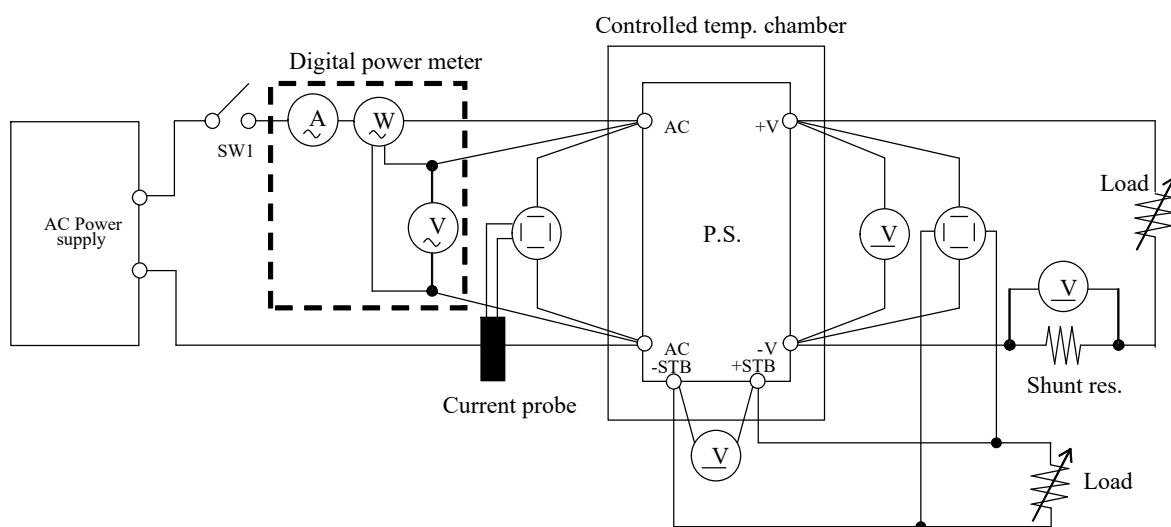 Controlled temp. chamber
Digital power meter
A
W
SW1
AC
+V
Load
AC Power
supply
V
P.S.
V
V
AC
-V
-STB
+STB
Shunt res.
Current probe
V
Load